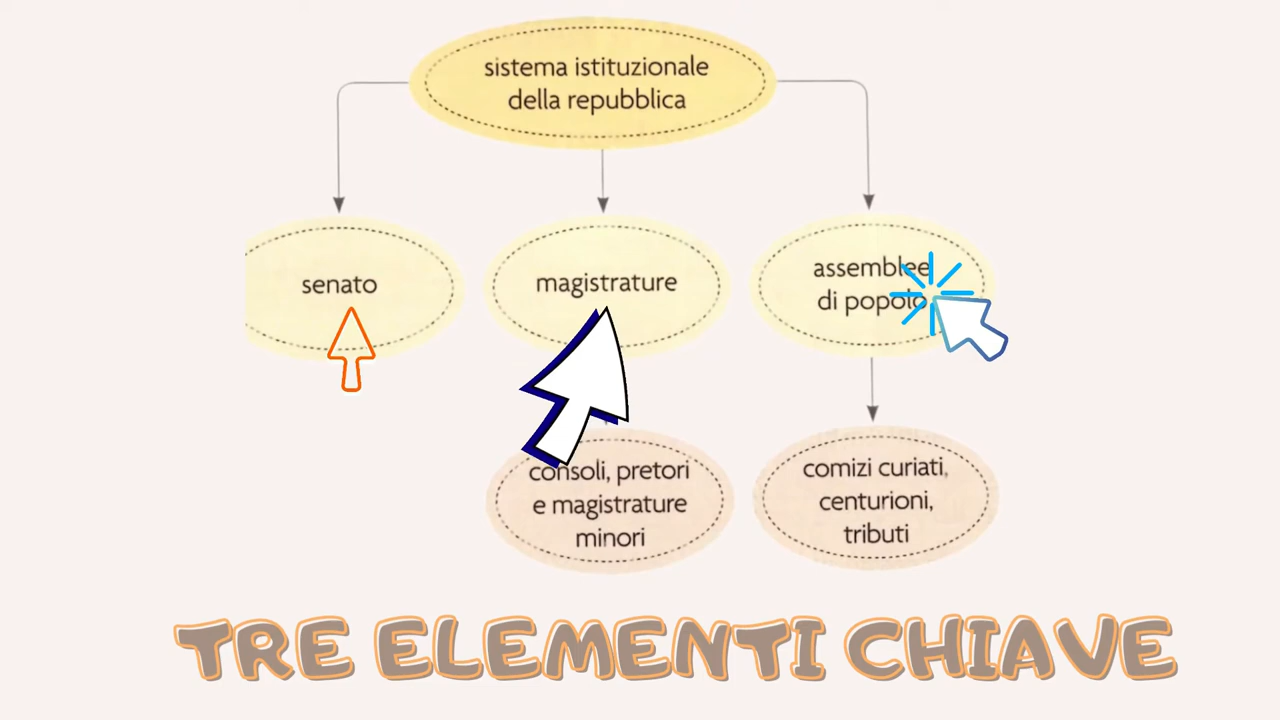 sistema istituzionale
della repubblica
senato
magistrature
assemblee
di popolo
consoli, pretori
e magistrature
minori
comizi curiati,
centurioni,
tributi
TRE ELEMENTI CHIAVE